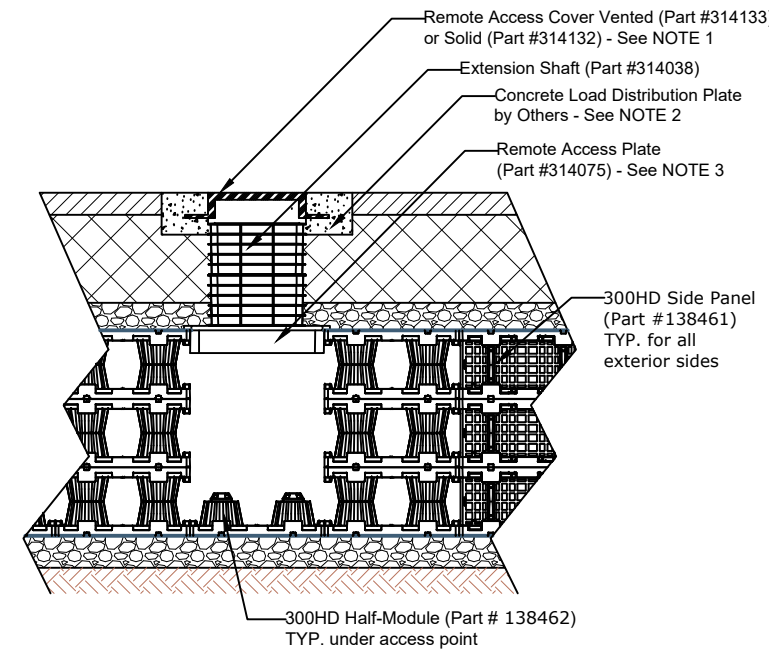 Remote Access Cover Vented (Part #314133)
or Solid (Part #314132) - See NOTE 1
Extension Shaft (Part #314038)
Concrete Load Distribution Plate
by Others - See NOTE 2
Remote Access Plate
(Part #314075) - See NOTE 3
300HD Side Panel
(Part #138461)
TYP. for all
exterior sides
300HD Half-Module (Part # 138462)
TYP. under access point